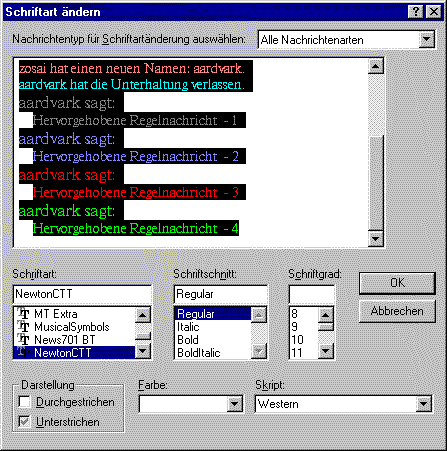 Schriftart ändern
Nachrichtentyp für Schriftartänderung auswählen: Alle Nachrichtenarten
zosai hat einen neuen Namen: aardvark.
aardvark hat die Unterhaltung verlassen.
aardvark sagt:
Hervorgehobene Regelnachricht - 1
aardvark sagt:
Hervorgehobene Regelnachricht - 2
aardvark sagt:
Hervorgehobene Regelnachricht - 3
aardvark sagt:
Hervorgehobene Regelnachricht - 4
Schriftart: Schriftschnitt: Schriftgrad:
NewtonCTT Regular OK
MT Extra Regular 8 Abbrechen
MusicalSymbols Italic 9
News701 BT Bold 10
NewtonCTT BoldItalic 11
Darstellung Farbe: Skript:
Durchgestrichen Western
Unterstrichen